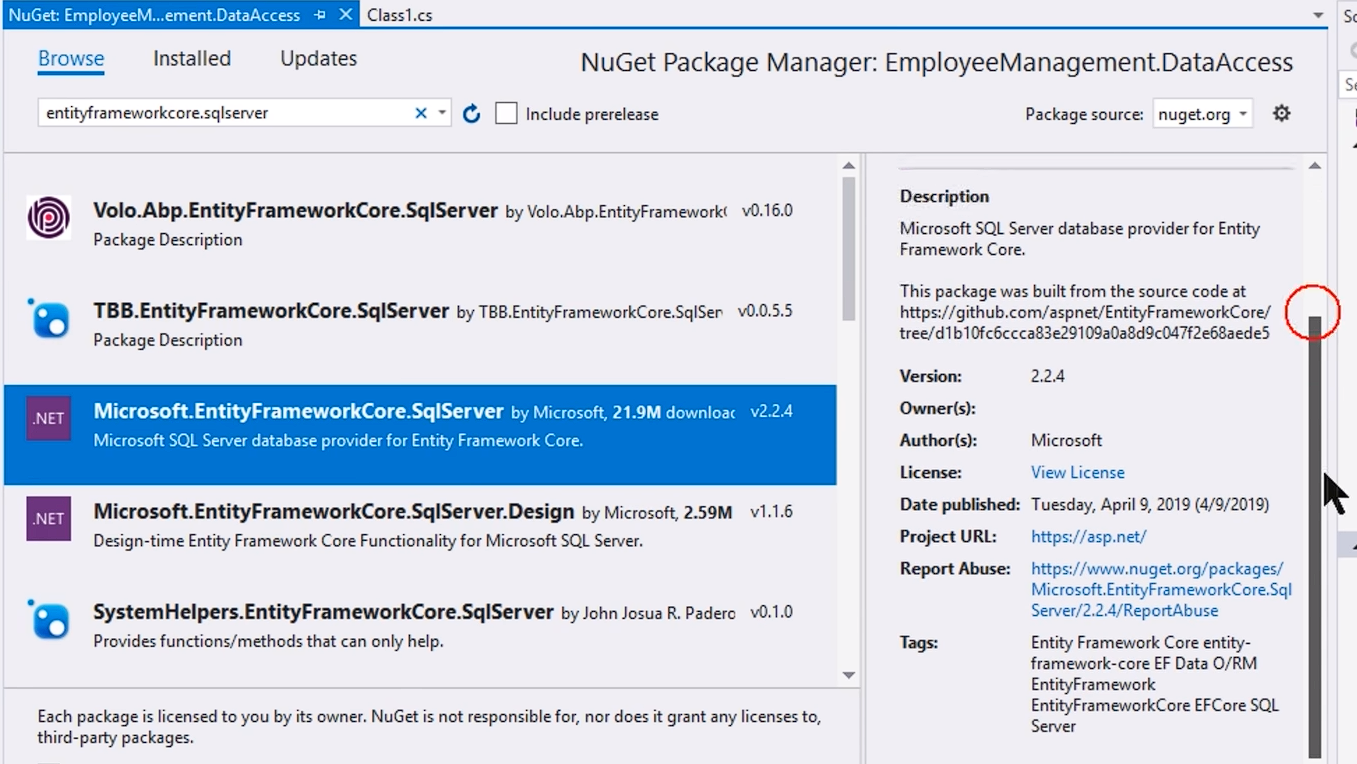 NuGet: EmployeeM...ement.DataAccess
Class1.cs
Browse Installed Updates
NuGet Package Manager: EmployeeManagement.DataAccess
entityframeworkcore.sqlserver
Include prerelease
Package source: nuget.org
Volo.Abp.EntityFrameworkCore.SqlServer by Volo.Abp.EntityFramework v0.16.0
Package Description
TBB.EntityFrameworkCore.SqlServer by TBB.EntityFrameworkCore.SqlSer v0.0.5.5
Package Description
.NET
Microsoft.EntityFrameworkCore.SqlServer by Microsoft, 21.9M downloac v2.2.4
Microsoft SQL Server database provider for Entity Framework Core.
.NET
Microsoft.EntityFrameworkCore.SqlServer.Design by Microsoft, 2.59M v1.1.6
Design-time Entity Framework Core Functionality for Microsoft SQL Server.
SystemHelpers.EntityFrameworkCore.SqlServer by John Josua R. Padero v0.1.0
Provides functions/methods that can only help.
Each package is licensed to you by its owner. NuGet is not responsible for, nor does it grant any licenses to,
third-party packages.
Description
Microsoft SQL Server database provider for Entity
Framework Core.
This package was built from the source code at
https://github.com/aspnet/EntityFrameworkCore/
tree/d1b10fc6ccca83e29109a0a8d9c047f2e68aede5
Version: 2.2.4
Owner(s):
Author(s): Microsoft
License: View License
Date published: Tuesday, April 9, 2019 (4/9/2019)
Project URL: https://asp.net/
Report Abuse: https://www.nuget.org/packages/
Microsoft.EntityFrameworkCore.Sql
Server/2.2.4/ReportAbuse
Tags: Entity Framework Core entity-
framework-core EF Data O/RM
EntityFramework
EntityFrameworkCore EFCore SQL
Server